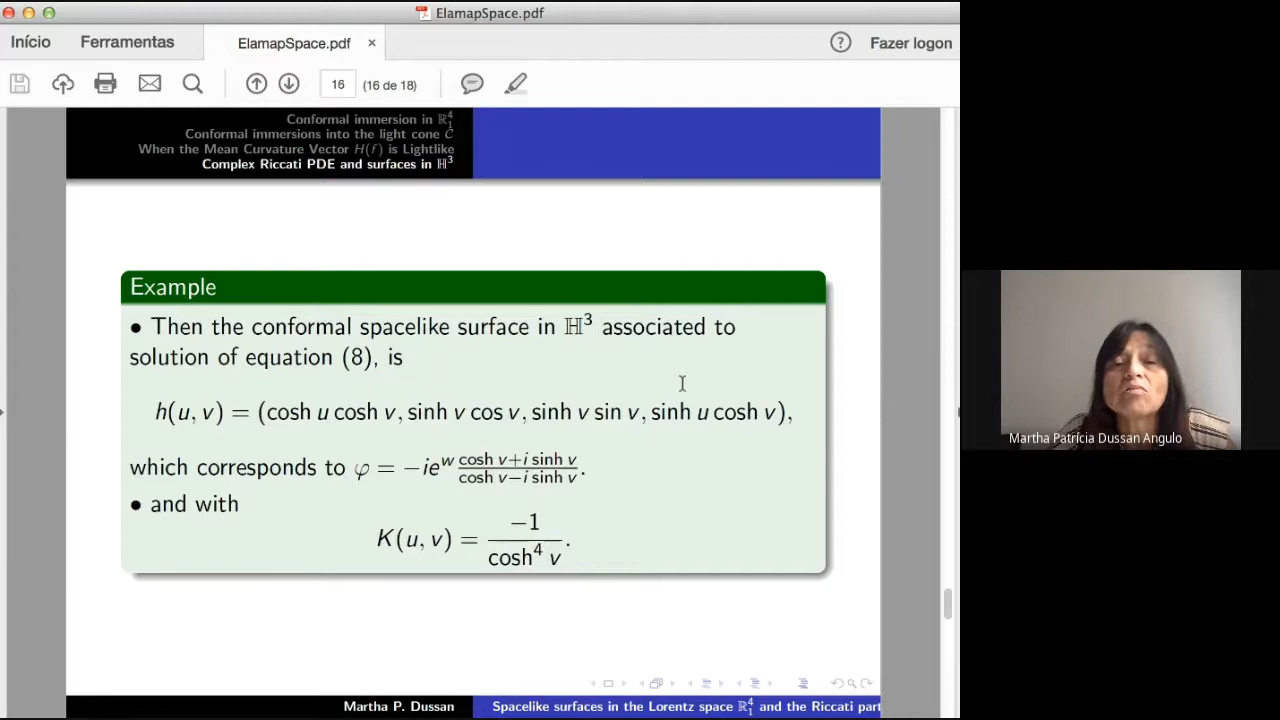 ElamapSpace.pdf
Início Ferramentas ElamapSpace.pdf × ? Fazer logon
16 (16 de 18)
Conformal immersion in ℝ⁴₁
Conformal immersions into the light cone C
When the Mean Curvature Vector H(f) is Lightlike
Complex Riccati PDE and surfaces in ℍ³
Example
• Then the conformal spacelike surface in ℍ³ associated to
solution of equation (8), is
h(u, v) = (cosh u cosh v, sinh v cos v, sinh v sin v, sinh u cosh v),
which corresponds to φ = −ieʷ (cosh v+i sinh v)/(cosh v−i sinh v).
• and with
K(u, v) = −1/cosh⁴ v.
Martha Patrícia Dussan Angulo
Martha P. Dussan Spacelike surfaces in the Lorentz space ℝ⁴₁ and the Riccati part